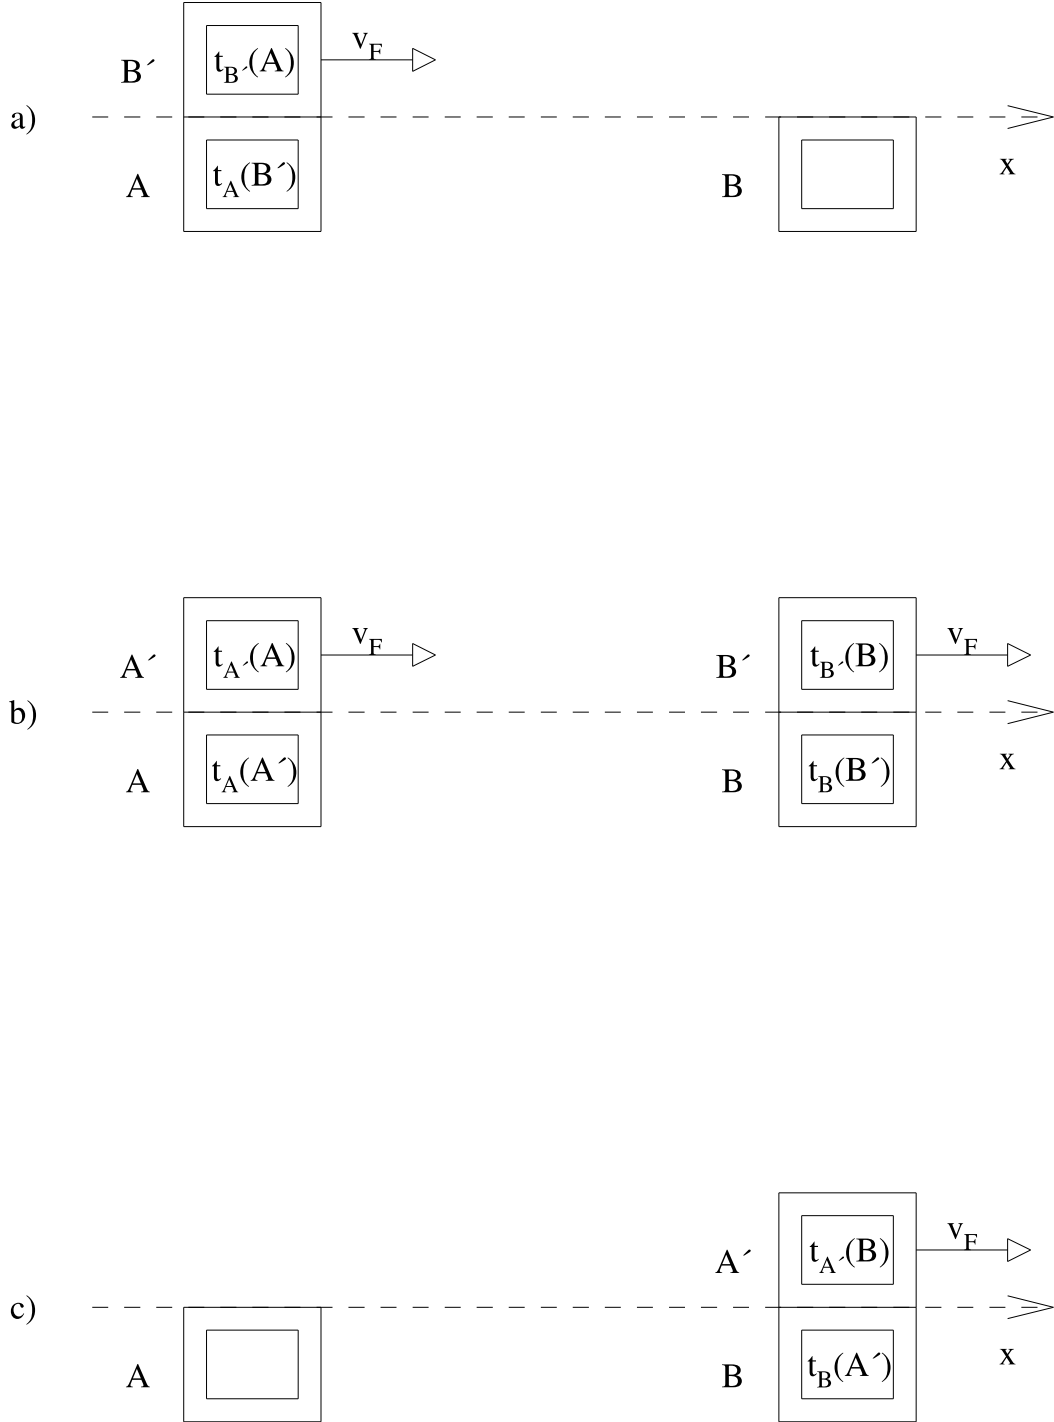 B´ t_B´(A) v_F
a) x
A t_A(B´) B
A´ t_A´(A) v_F B´ t_B´(B) v_F
b) x
A t_A(A´) B t_B(B´)
A´ t_A´(B) v_F
c) x
A B t_B(A´)